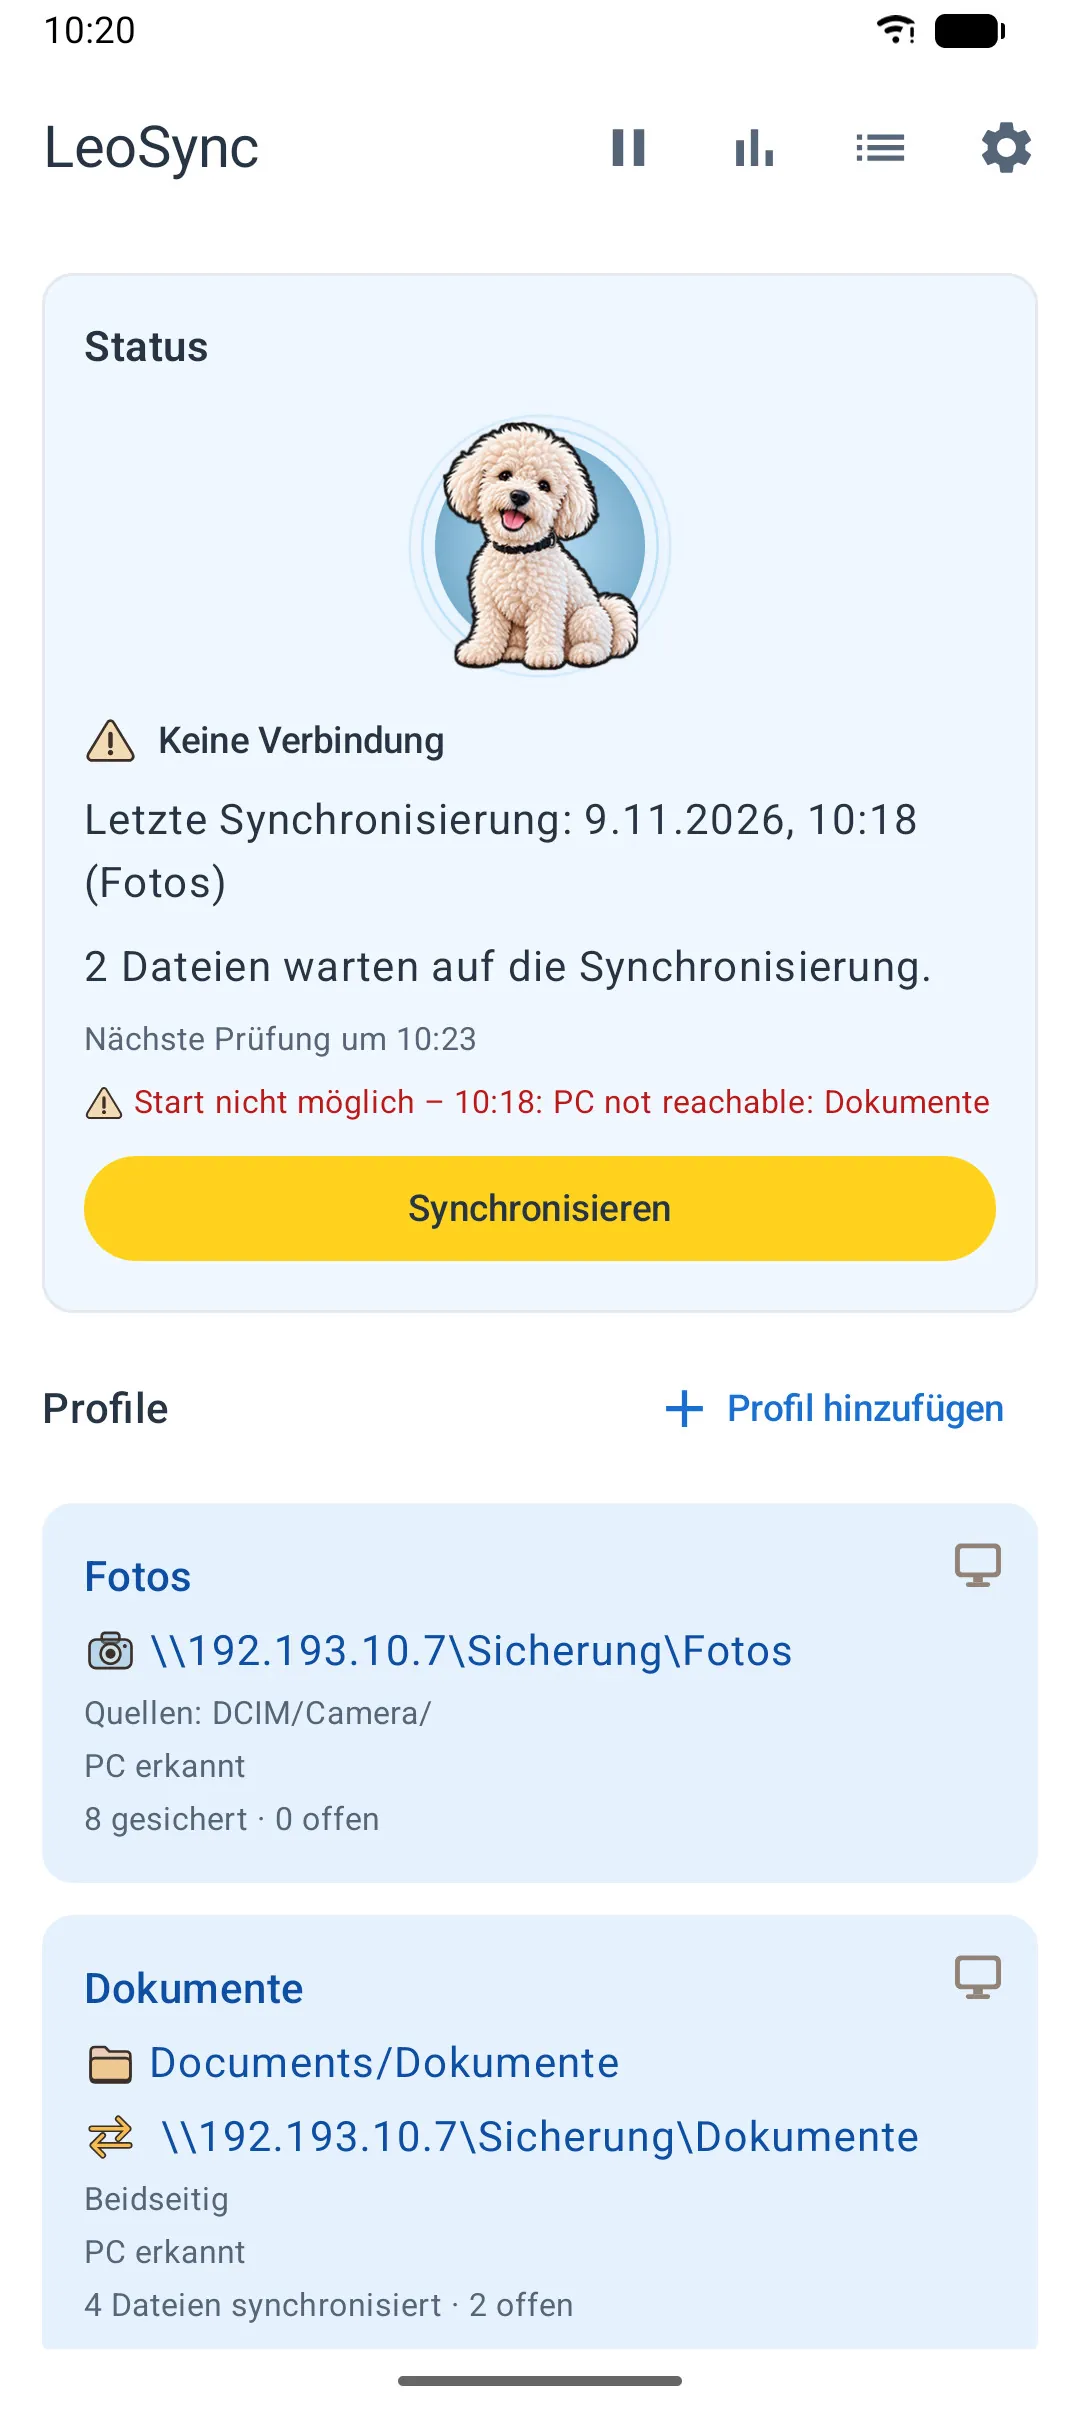 10:20
LeoSync
Status
Keine Verbindung
Letzte Synchronisierung: 9.11.2026, 10:18
(Fotos)
2 Dateien warten auf die Synchronisierung.
Nächste Prüfung um 10:23
Start nicht möglich – 10:18: PC not reachable: Dokumente
Synchronisieren
Profile
Profil hinzufügen
Fotos
\\192.193.10.7\Sicherung\Fotos
Quellen: DCIM/Camera/
PC erkannt
8 gesichert · 0 offen
Dokumente
Documents/Dokumente
\\192.193.10.7\Sicherung\Dokumente
Beidseitig
PC erkannt
4 Dateien synchronisiert · 2 offen